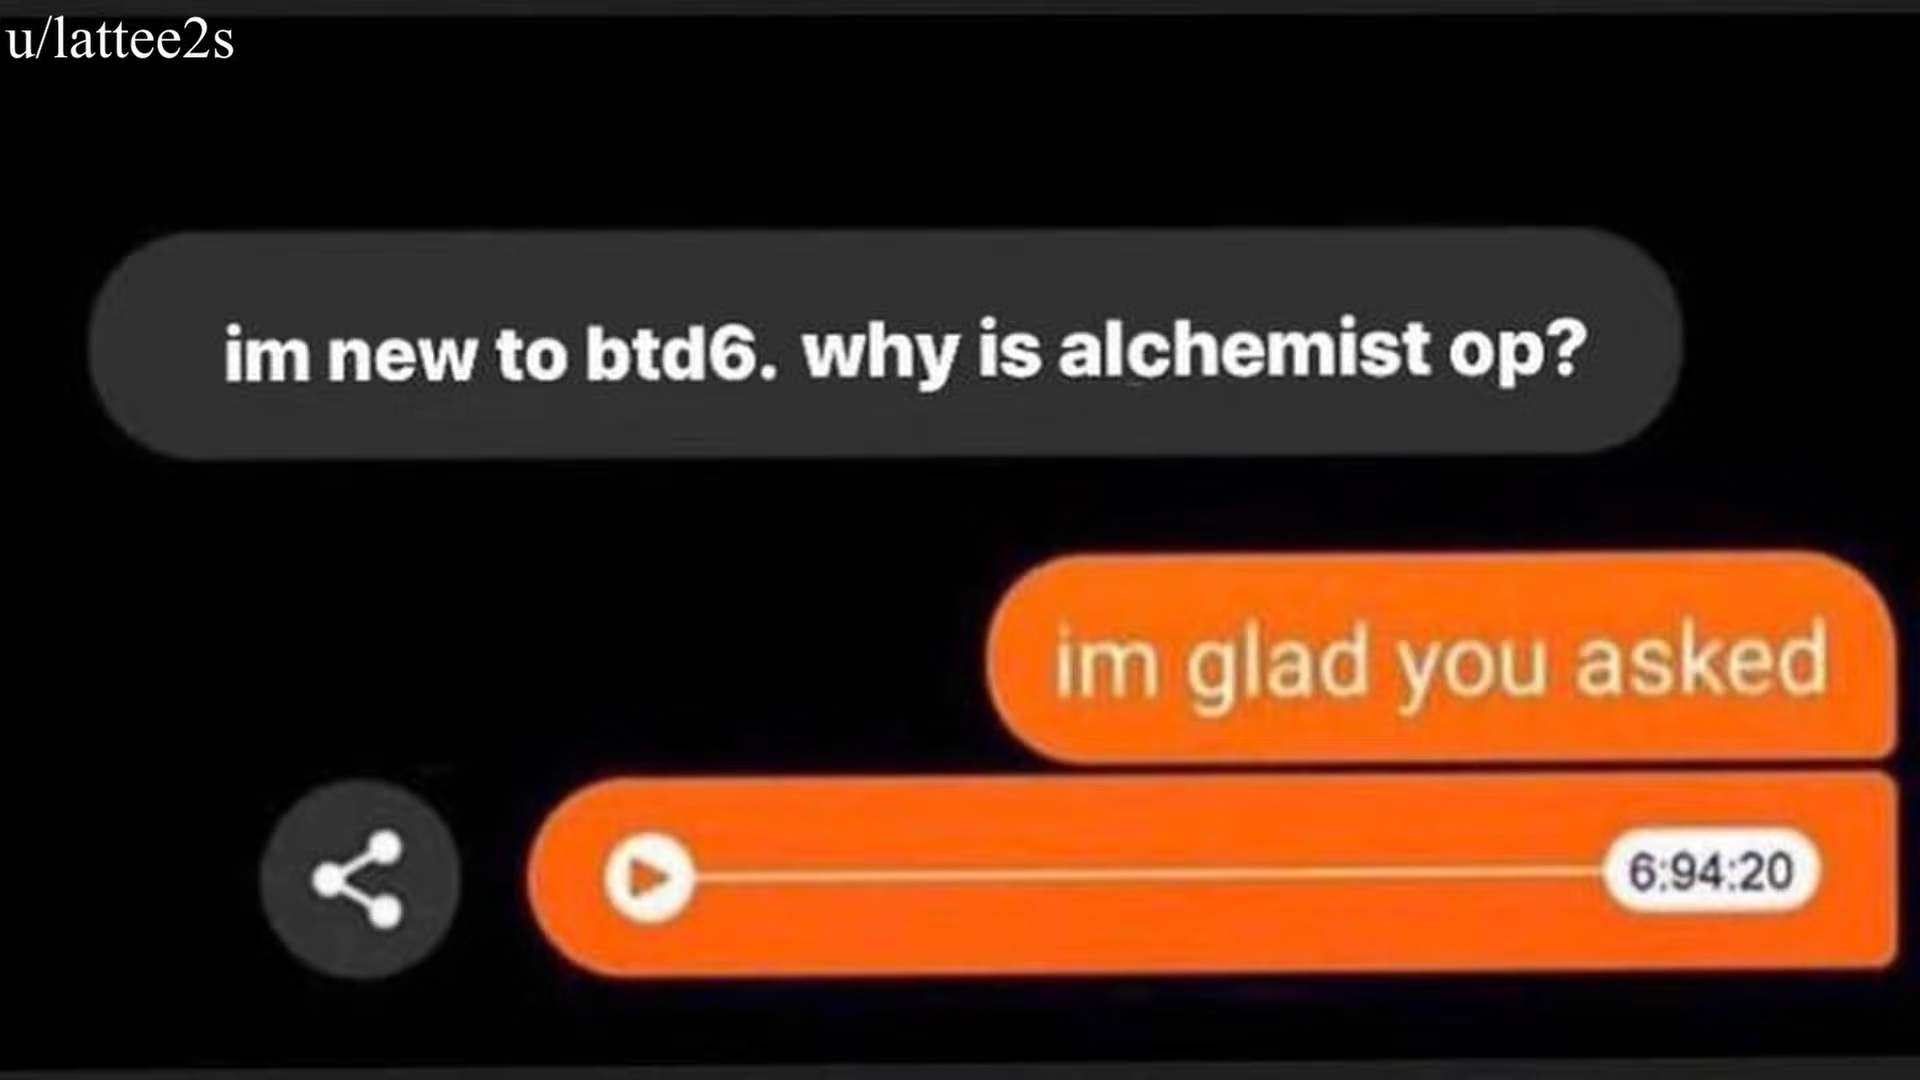 u/lattee2s
im new to btd6. why is alchemist op?
im glad you asked
6:94:20